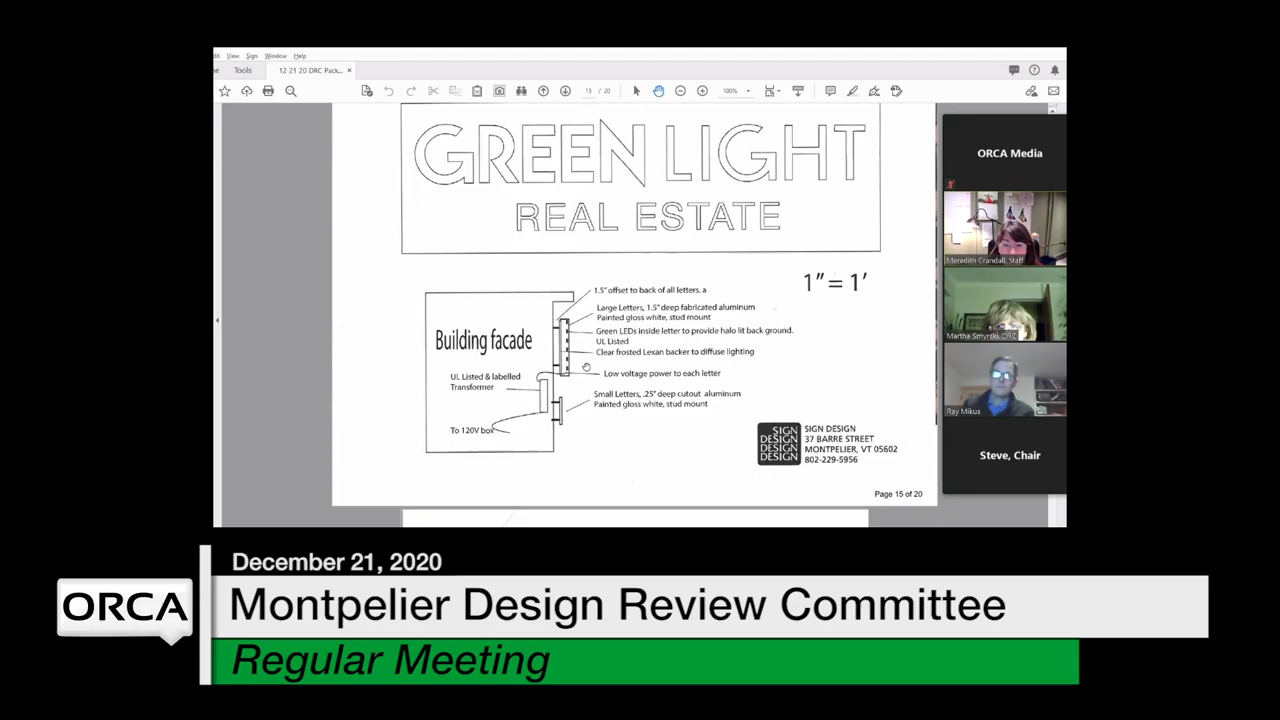 View Sign Window Help
Tools 12 21 20 DRC Pack... ×
15 / 20 100%
GREEN LIGHT
REAL ESTATE
1" = 1'
1.5" offset to back of all letters. a
Large Letters, 1.5" deep fabricated aluminum
Painted gloss white, stud mount
Green LEDs inside letter to provide halo lit back ground.
UL Listed
Clear frosted Lexan backer to diffuse lighting
Low voltage power to each letter
Small Letters, .25" deep cutout aluminum
Painted gloss white, stud mount
Building facade
UL Listed & labelled
Transformer
To 120V box
SIGN
DESIGN
DESIGN
DESIGN
SIGN DESIGN
37 BARRE STREET
MONTPELIER, VT 05602
802-229-5956
Page 15 of 20
ORCA Media
Meredith Crandall, Staff
Martha Smyrski, DRC
Ray Mikus
Steve, Chair
December 21, 2020
ORCA
Montpelier Design Review Committee
Regular Meeting